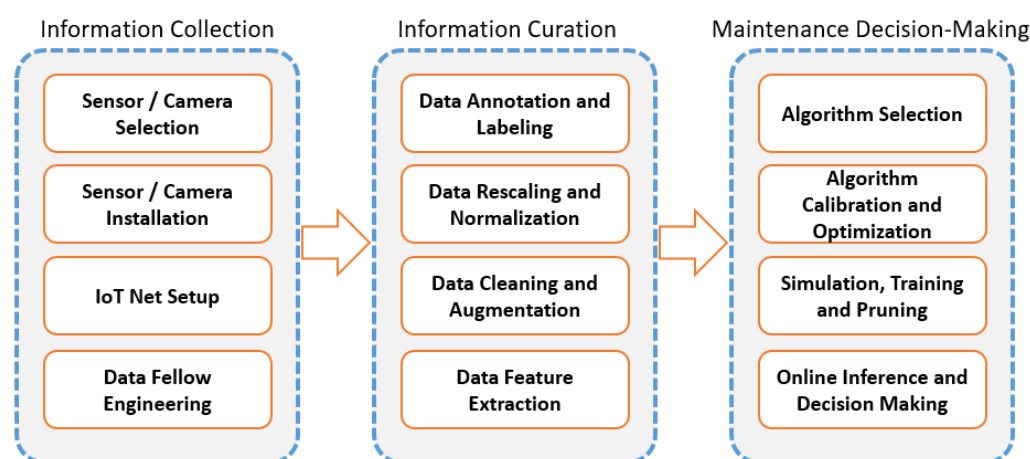 Information Collection
Sensor / Camera
Selection
Sensor / Camera
Installation
IoT Net Setup
Data Fellow
Engineering
Information Curation
Data Annotation and
Labeling
Data Rescaling and
Normalization
Data Cleaning and
Augmentation
Data Feature
Extraction
Maintenance Decision-Making
Algorithm Selection
Algorithm
Calibration and
Optimization
Simulation, Training
and Pruning
Online Inference and
Decision Making